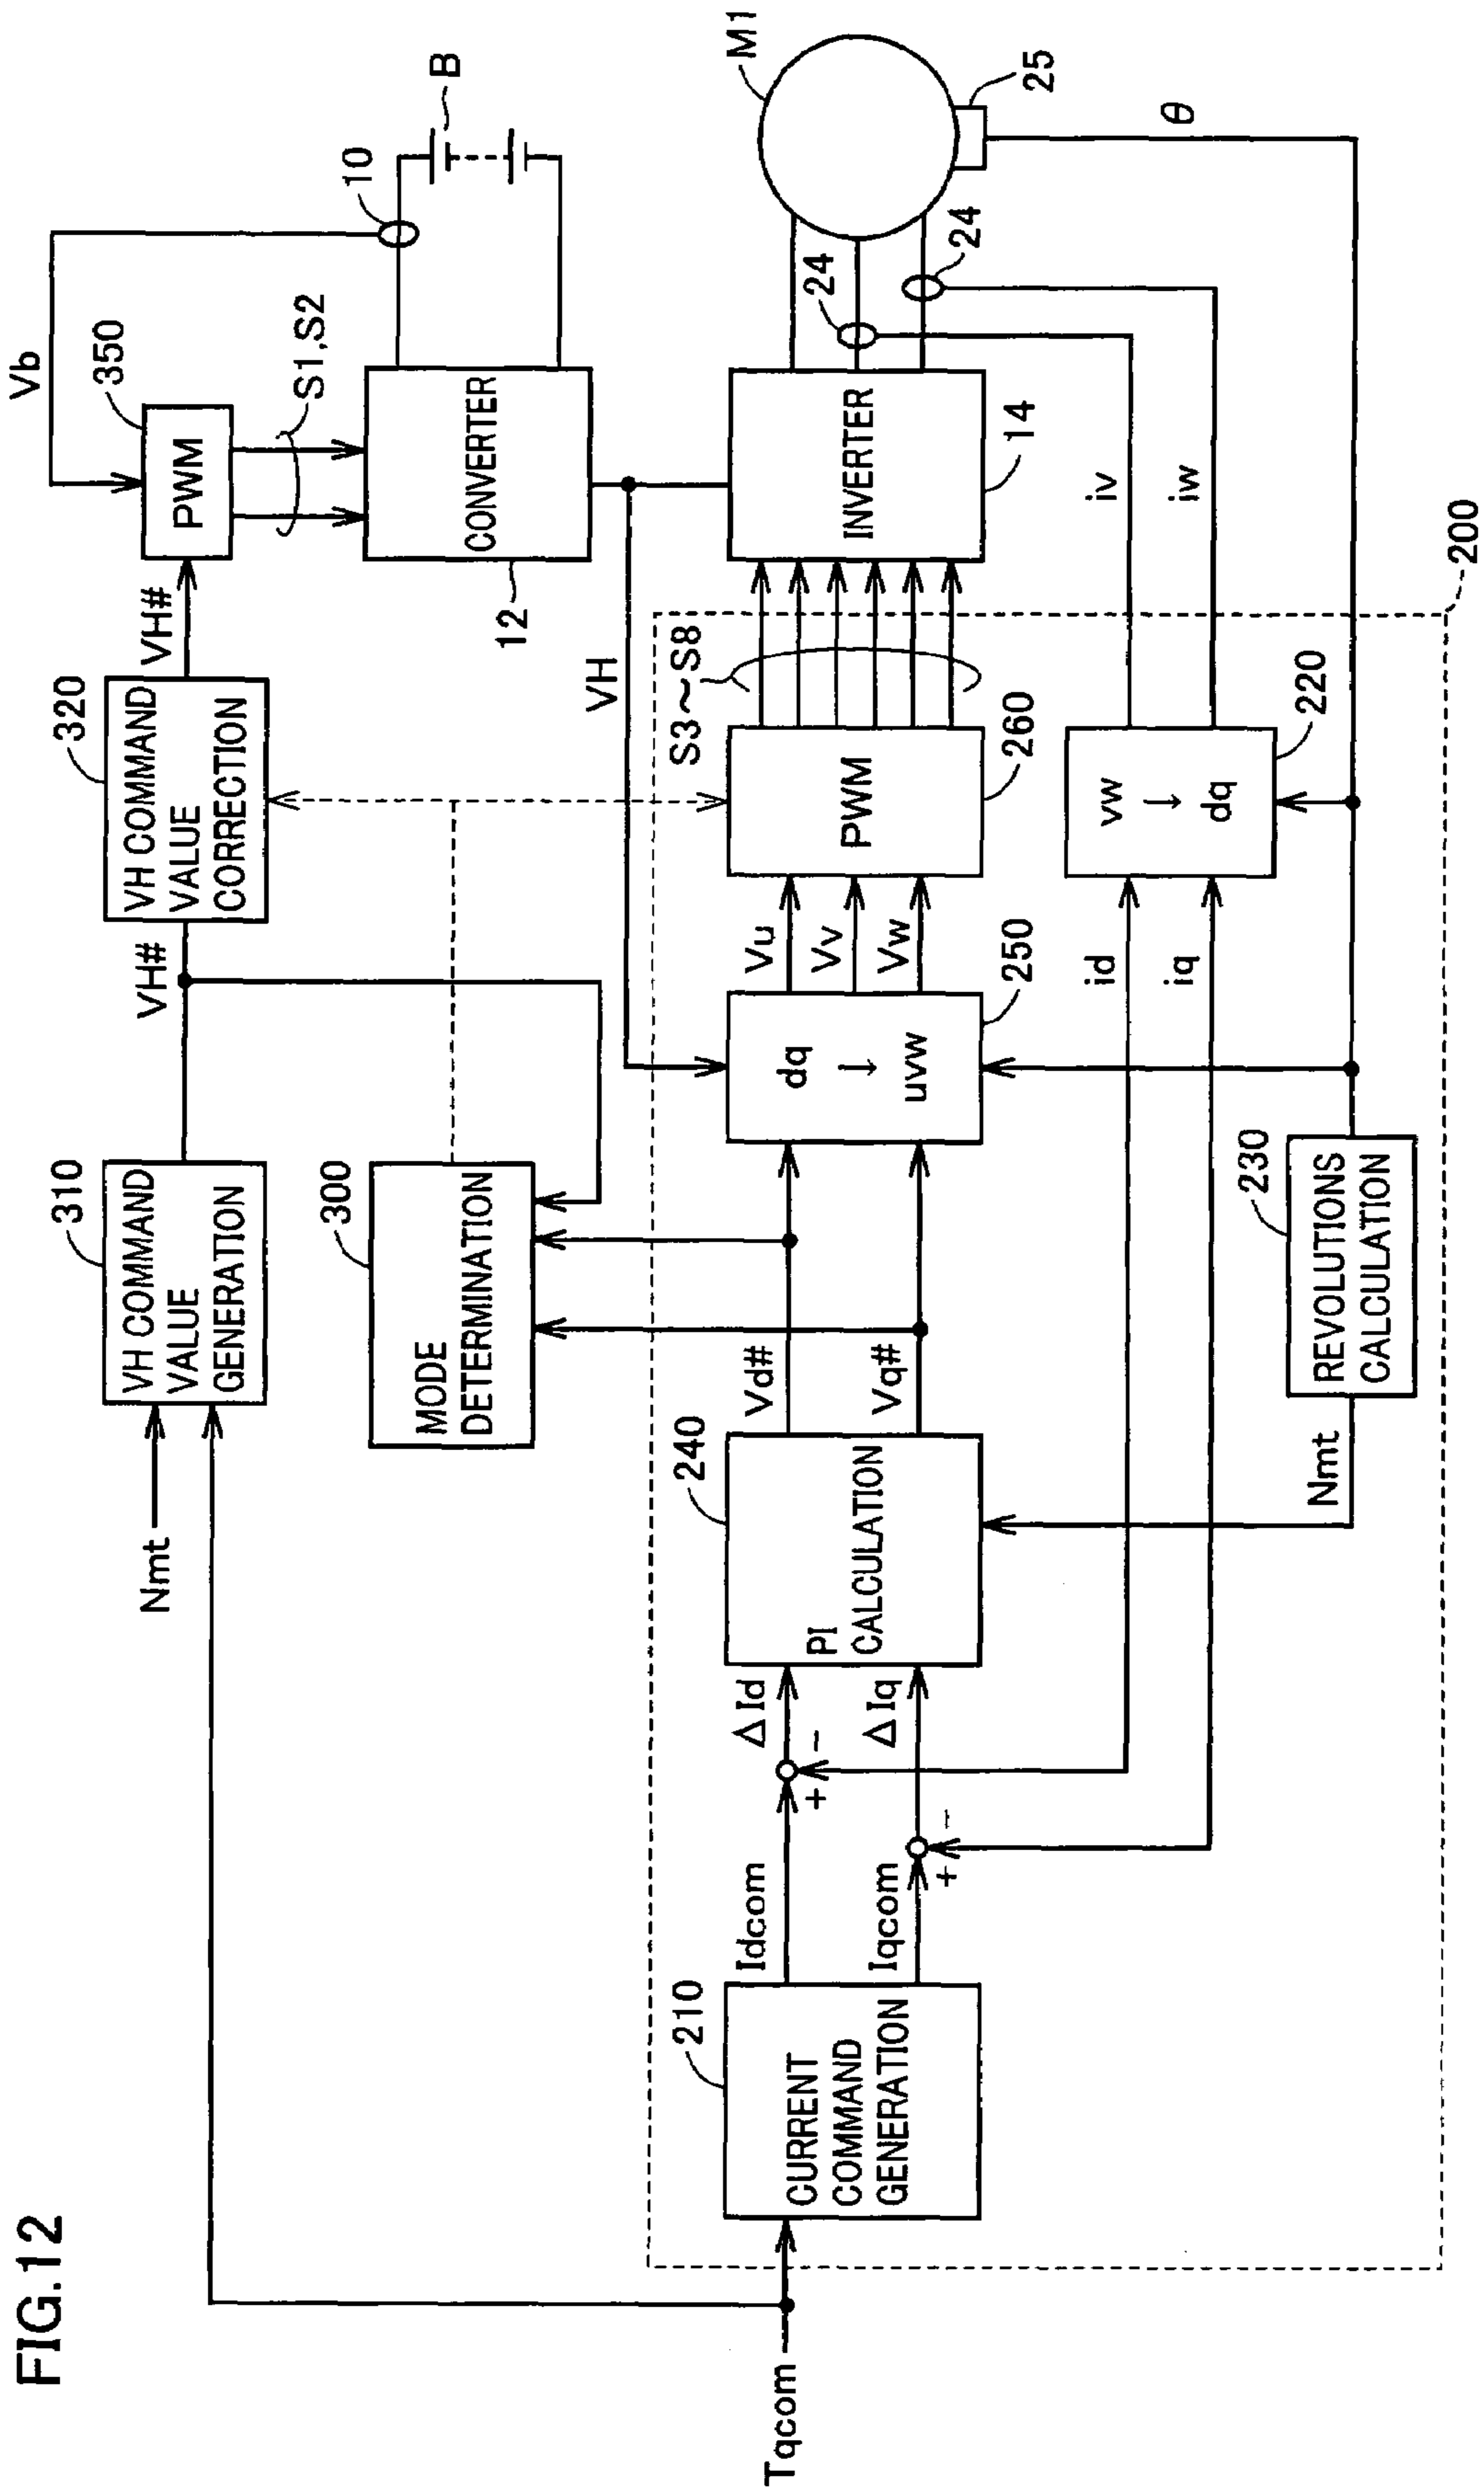 FIG.12
Tqcom
Nmt
310
VH COMMAND
VALUE
GENERATION
VH#
320
VH COMMAND
VALUE
CORRECTION
VH#
350
PWM
Vb
S1,S2
10
B
CONVERTER
12
300
MODE
DETERMINATION
VH
210
CURRENT
COMMAND
GENERATION
Idcom
Iqcom
+
−
+
−
ΔId
ΔIq
240
PI
CALCULATION
Vd#
Vq#
dq
↓
uvw
250
Vu
Vv
Vw
PWM
260
S3~S8
INVERTER
14
24
24
M1
25
θ
id
iq
vw
↓
dq
220
iv
iw
Nmt
230
REVOLUTIONS
CALCULATION
200